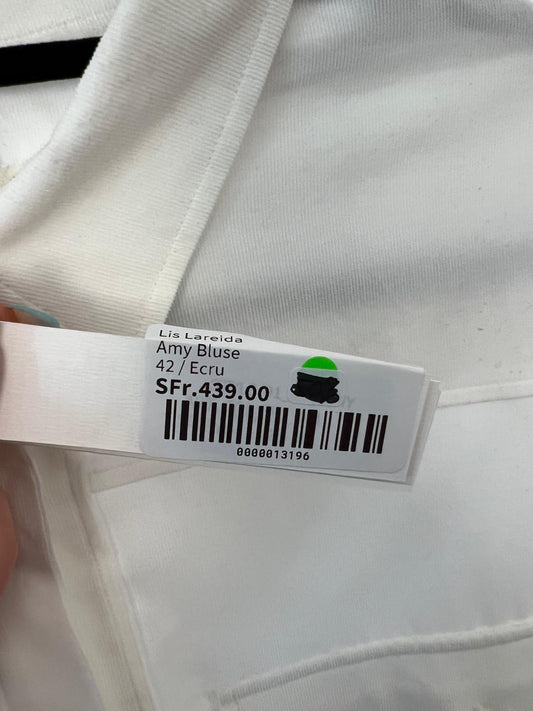 Lis Lareida
Amy Bluse
42 / Ecru
SFr.439.00
0000013196